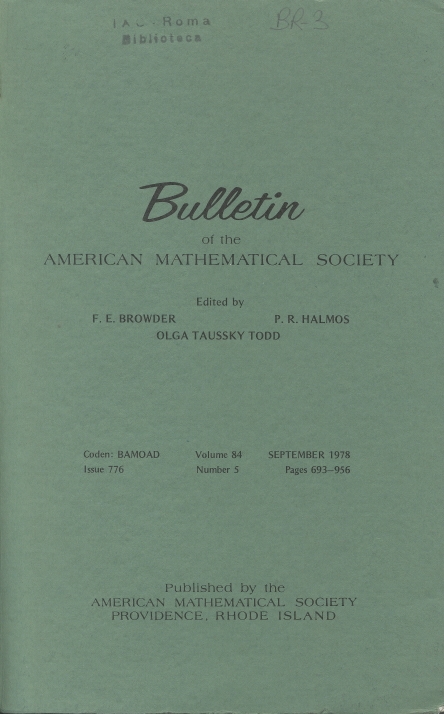 IAC-Roma BR-3
Biblioteca
Bulletin
of the
AMERICAN MATHEMATICAL SOCIETY
Edited by
F. E. BROWDER P. R. HALMOS
OLGA TAUSSKY TODD
Coden: BAMOAD Volume 84 SEPTEMBER 1978
Issue 776 Number 5 Pages 693–956
Published by the
AMERICAN MATHEMATICAL SOCIETY
PROVIDENCE, RHODE ISLAND